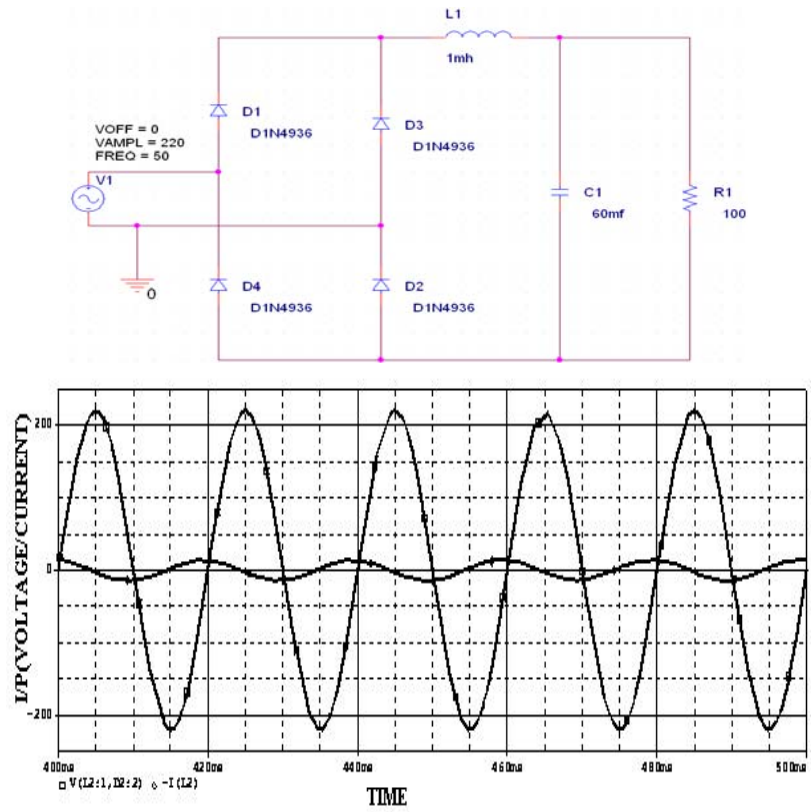 L1
1mh
D1
D1N4936
D3
D1N4936
VOFF = 0
VAMPL = 220
FREQ = 50
V1
C1
60mf
R1
100
0
D4
D1N4936
D2
D1N4936
I/P(VOLTAGE/CURRENT)
200
0
-200
400ms 420ms 440ms 460ms 480ms 500ms
V(L2:1,D2:2) -I(L2)
TIME